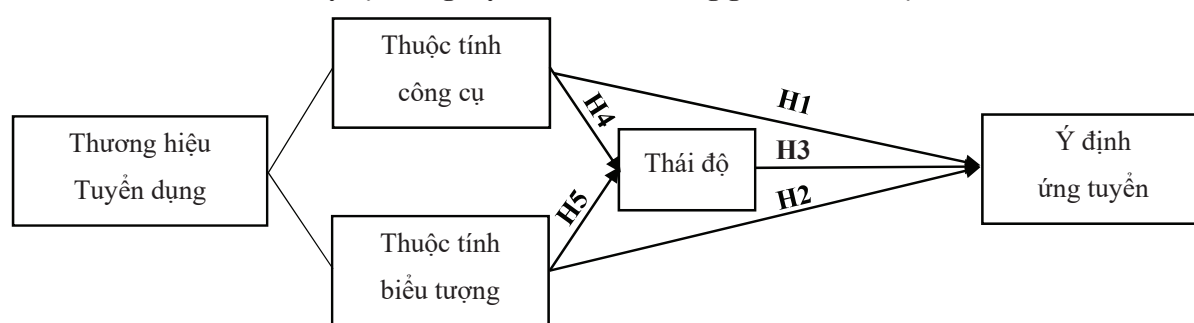 Thuộc tính
công cụ
H1
H4
Thương hiệu
Tuyển dụng
Thái độ
H3
Ý định
ứng tuyển
H5
H2
Thuộc tính
biểu tượng